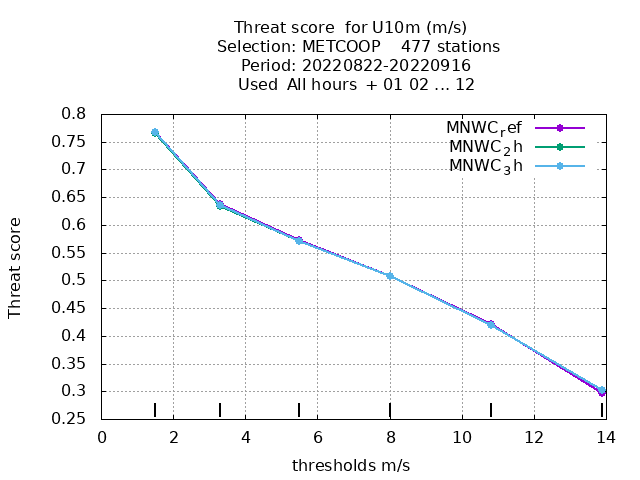 Threat score  for U10m (m/s)
Selection: METCOOP    477 stations
Period: 20220822-20220916
Used  All hours  + 01 02 ... 12
0.8
0.75
0.7
0.65
0.6
0.55
0.5
0.45
0.4
0.35
0.3
0.25
Threat score
MNWC_ref
MNWC_2h
MNWC_3h
0 2 4 6 8 10 12 14
thresholds m/s